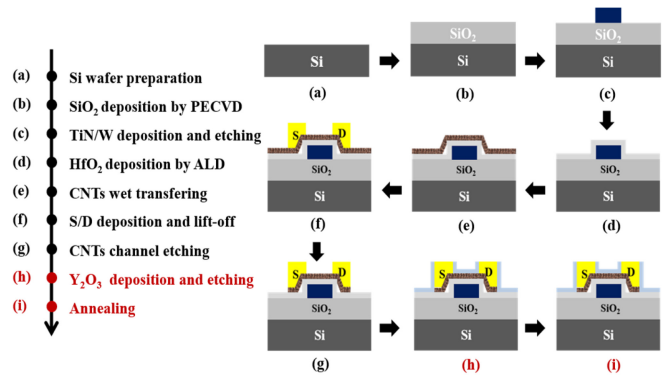 (a) Si wafer preparation
(b) SiO₂ deposition by PECVD
(c) TiN/W deposition and etching
(d) HfO₂ deposition by ALD
(e) CNTs wet transfering
(f) S/D deposition and lift-off
(g) CNTs channel etching
(h) Y₂O₃ deposition and etching
(i) Annealing
Si
(a)
SiO₂
Si
(b)
SiO₂
Si
(c)
S D
SiO₂
Si
(f)
SiO₂
Si
(e)
SiO₂
Si
(d)
S D
SiO₂
Si
(g)
S D
SiO₂
Si
(h)
S D
SiO₂
Si
(i)